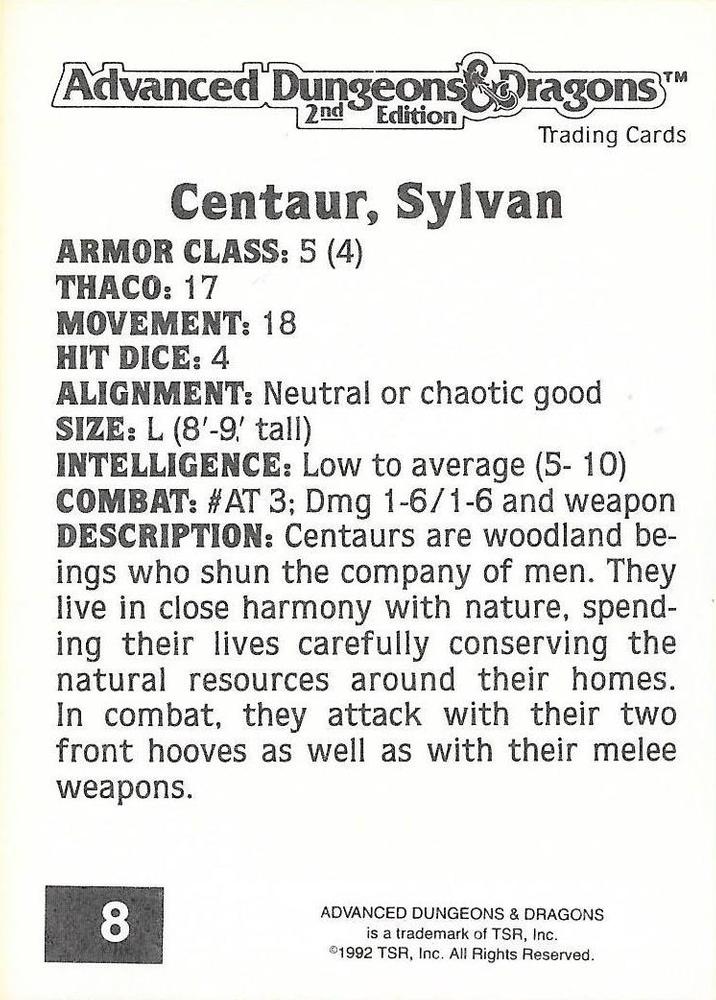 Advanced Dungeons & Dragons™
2nd Edition
Trading Cards
Centaur, Sylvan
ARMOR CLASS: 5 (4)
THACO: 17
MOVEMENT: 18
HIT DICE: 4
ALIGNMENT: Neutral or chaotic good
SIZE: L (8'-9,' tall)
INTELLIGENCE: Low to average (5- 10)
COMBAT: #AT 3; Dmg 1-6/1-6 and weapon
DESCRIPTION: Centaurs are woodland be-
ings who shun the company of men. They
live in close harmony with nature, spend-
ing their lives carefully conserving the
natural resources around their homes.
In combat, they attack with their two
front hooves as well as with their melee
weapons.
8
ADVANCED DUNGEONS & DRAGONS
is a trademark of TSR, Inc.
©1992 TSR, Inc. All Rights Reserved.